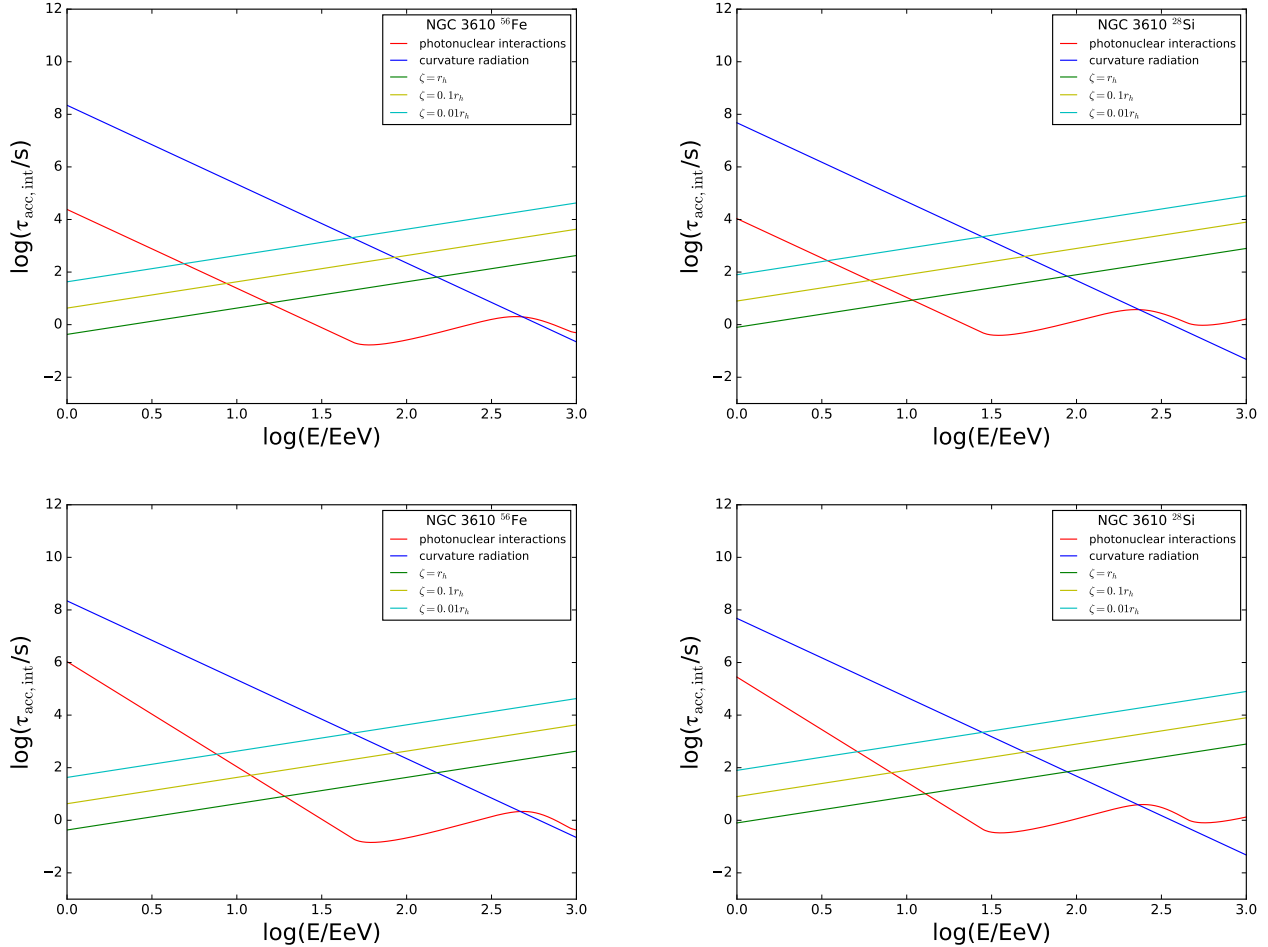 NGC 3610 ⁵⁶Fe
photonuclear interactions
curvature radiation
ζ = r_h
ζ = 0.1r_h
ζ = 0.01r_h
12
10
8
6
4
2
0
−2
log(τ_acc,int/s)
0.0 0.5 1.0 1.5 2.0 2.5 3.0
log(E/EeV)
NGC 3610 ²⁸Si
photonuclear interactions
curvature radiation
ζ = r_h
ζ = 0.1r_h
ζ = 0.01r_h
12
10
8
6
4
2
0
−2
log(τ_acc,int/s)
0.0 0.5 1.0 1.5 2.0 2.5 3.0
log(E/EeV)
NGC 3610 ⁵⁶Fe
photonuclear interactions
curvature radiation
ζ = r_h
ζ = 0.1r_h
ζ = 0.01r_h
12
10
8
6
4
2
0
−2
log(τ_acc,int/s)
0.0 0.5 1.0 1.5 2.0 2.5 3.0
log(E/EeV)
NGC 3610 ²⁸Si
photonuclear interactions
curvature radiation
ζ = r_h
ζ = 0.1r_h
ζ = 0.01r_h
12
10
8
6
4
2
0
−2
log(τ_acc,int/s)
0.0 0.5 1.0 1.5 2.0 2.5 3.0
log(E/EeV)